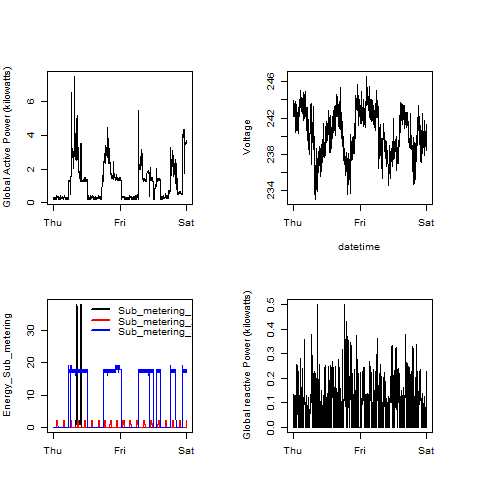 Global Active Power (kilowatts)
0 2 4 6
Thu Fri Sat
Voltage
234 238 242 246
Thu Fri Sat
datetime
Energy_Sub_metering
0 10 20 30
Sub_metering_
Sub_metering_
Sub_metering_
Thu Fri Sat
Global reactive Power (kilowatts)
0.0 0.1 0.2 0.3 0.4 0.5
Thu Fri Sat